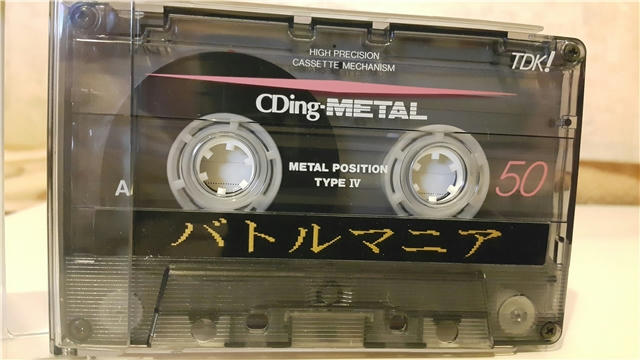 HIGH PRECISION
CASSETTE MECHANISM
TDK!
CDing-METAL
METAL POSITION
TYPE IV
A
50
バトルマニア